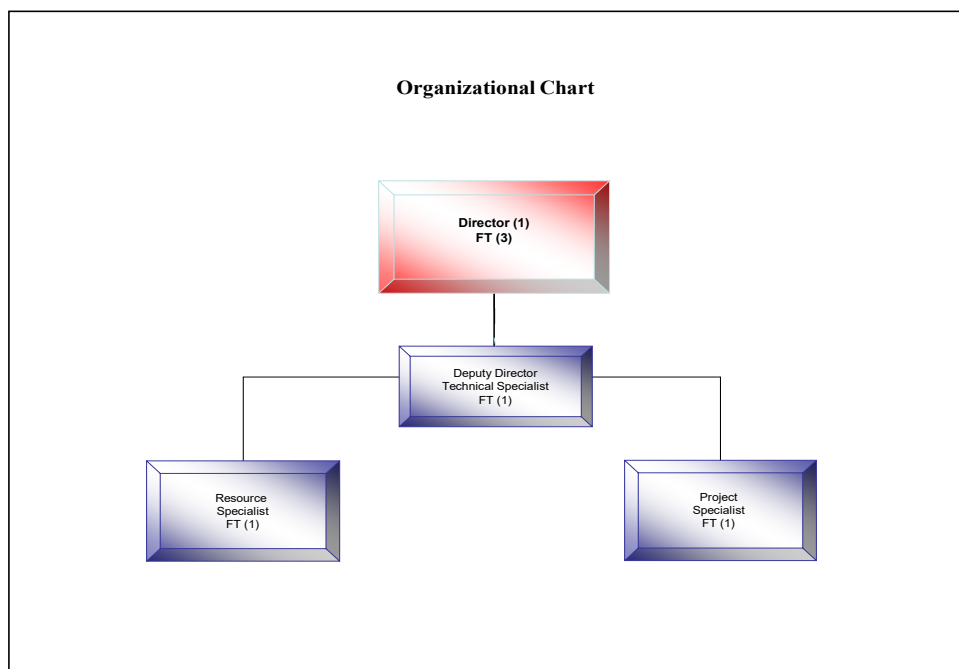 Organizational Chart
Director (1)
FT (3)
Deputy Director
Technical Specialist
FT (1)
Resource
Specialist
FT (1)
Project
Specialist
FT (1)